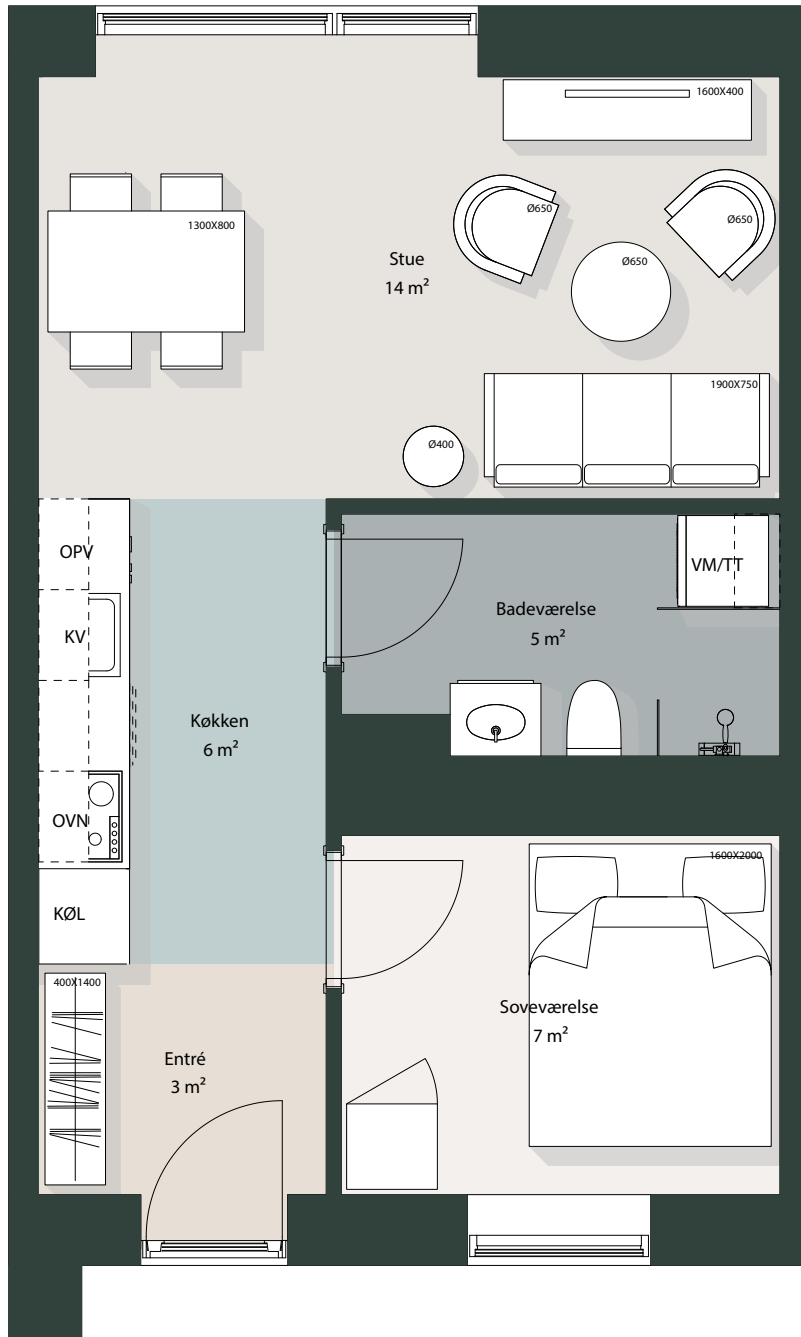 1600X400
Ø650
Ø650
1300X800
Stue
14 m²
Ø650
1900X750
Ø400
OPV
VM/TT
Badeværelse
5 m²
KV
Køkken
6 m²
OVN
1600X2000
KØL
400X1400
Soveværelse
7 m²
Entré
3 m²